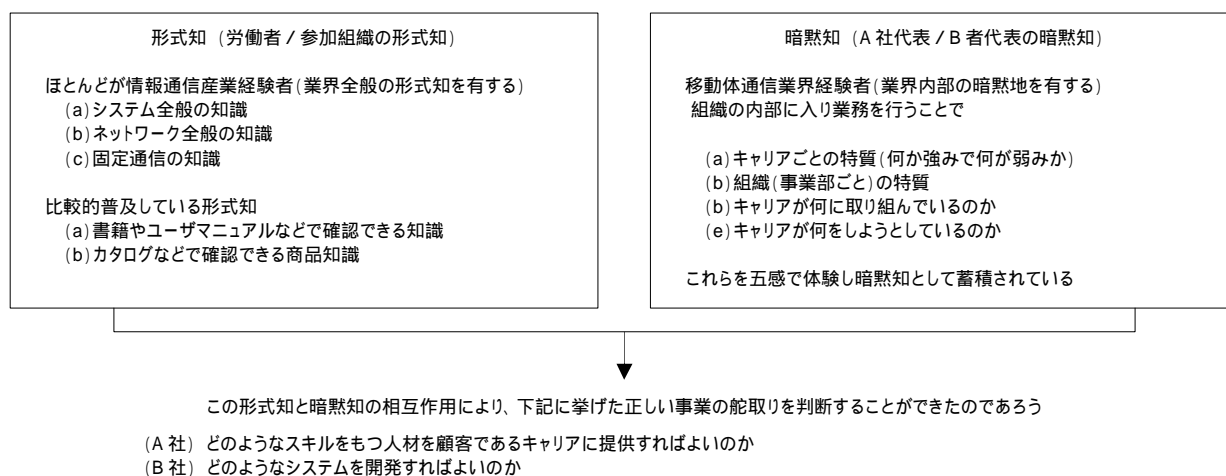 形式知（労働者／参加組織の形式知）
ほとんどが情報通信産業経験者(業界全般の形式知を有する)
(a)システム全般の知識
(b)ネットワーク全般の知識
(c)固定通信の知識
比較的普及している形式知
(a)書籍やユーザマニュアルなどで確認できる知識
(b)カタログなどで確認できる商品知識
暗黙知（A社代表／B者代表の暗黙知）
移動体通信業界経験者(業界内部の暗黙地を有する)
組織の内部に入り業務を行うことで
(a)キャリアごとの特質(何か強みで何が弱みか)
(b)組織(事業部ごと)の特質
(b)キャリアが何に取り組んでいるのか
(e)キャリアが何をしようとしているのか
これらを五感で体験し暗黙知として蓄積されている
この形式知と暗黙知の相互作用により、下記に挙げた正しい事業の舵取りを判断することができたのであろう
(A社) どのようなスキルをもつ人材を顧客であるキャリアに提供すればよいのか
(B社) どのようなシステムを開発すればよいのか